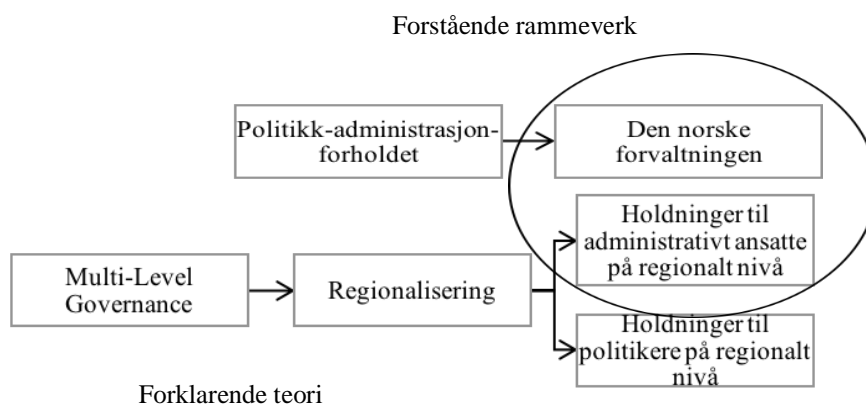 Forstående rammeverk
Politikk-administrasjon-
forholdet
Den norske
forvaltningen
Holdninger til
administrativt ansatte
på regionalt nivå
Multi-Level
Governance
Regionalisering
Holdninger til
politikere på regionalt
nivå
Forklarende teori